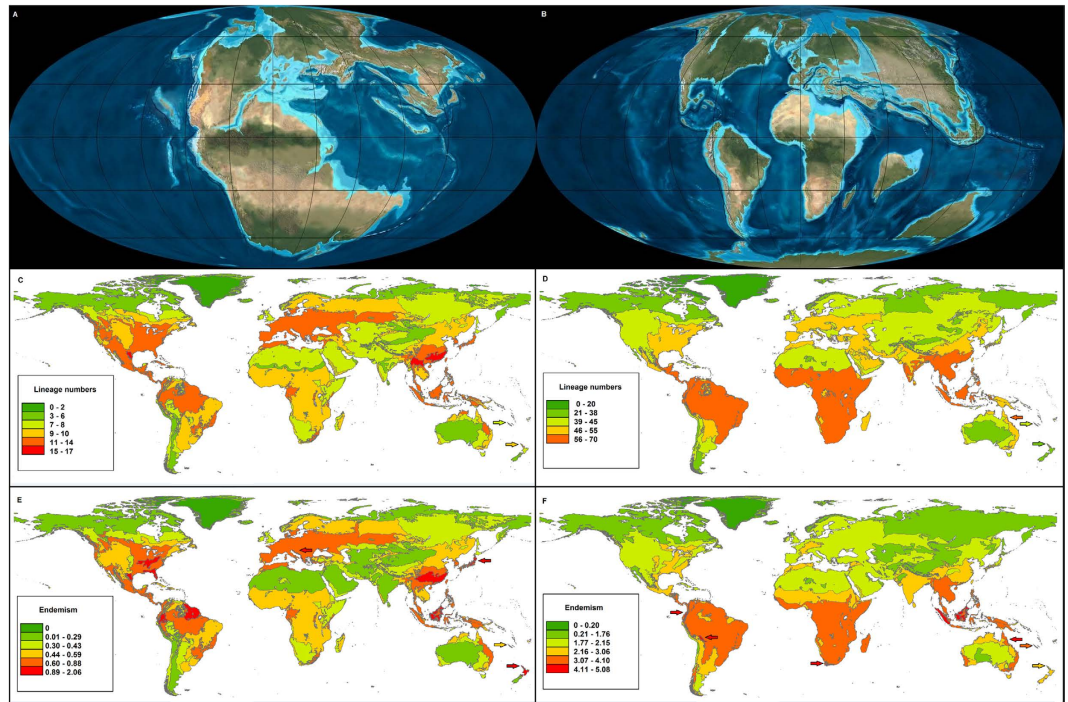 A
B
C
Lineage numbers
0 - 2
3 - 6
7 - 8
9 - 10
11 - 14
15 - 17
D
Lineage numbers
0 - 20
21 - 38
39 - 45
46 - 55
56 - 70
E
Endemism
0
0.01 - 0.29
0.30 - 0.43
0.44 - 0.59
0.60 - 0.88
0.89 - 2.06
F
Endemism
0 - 0.20
0.21 - 1.76
1.77 - 2.15
2.16 - 3.06
3.07 - 4.10
4.11 - 5.08